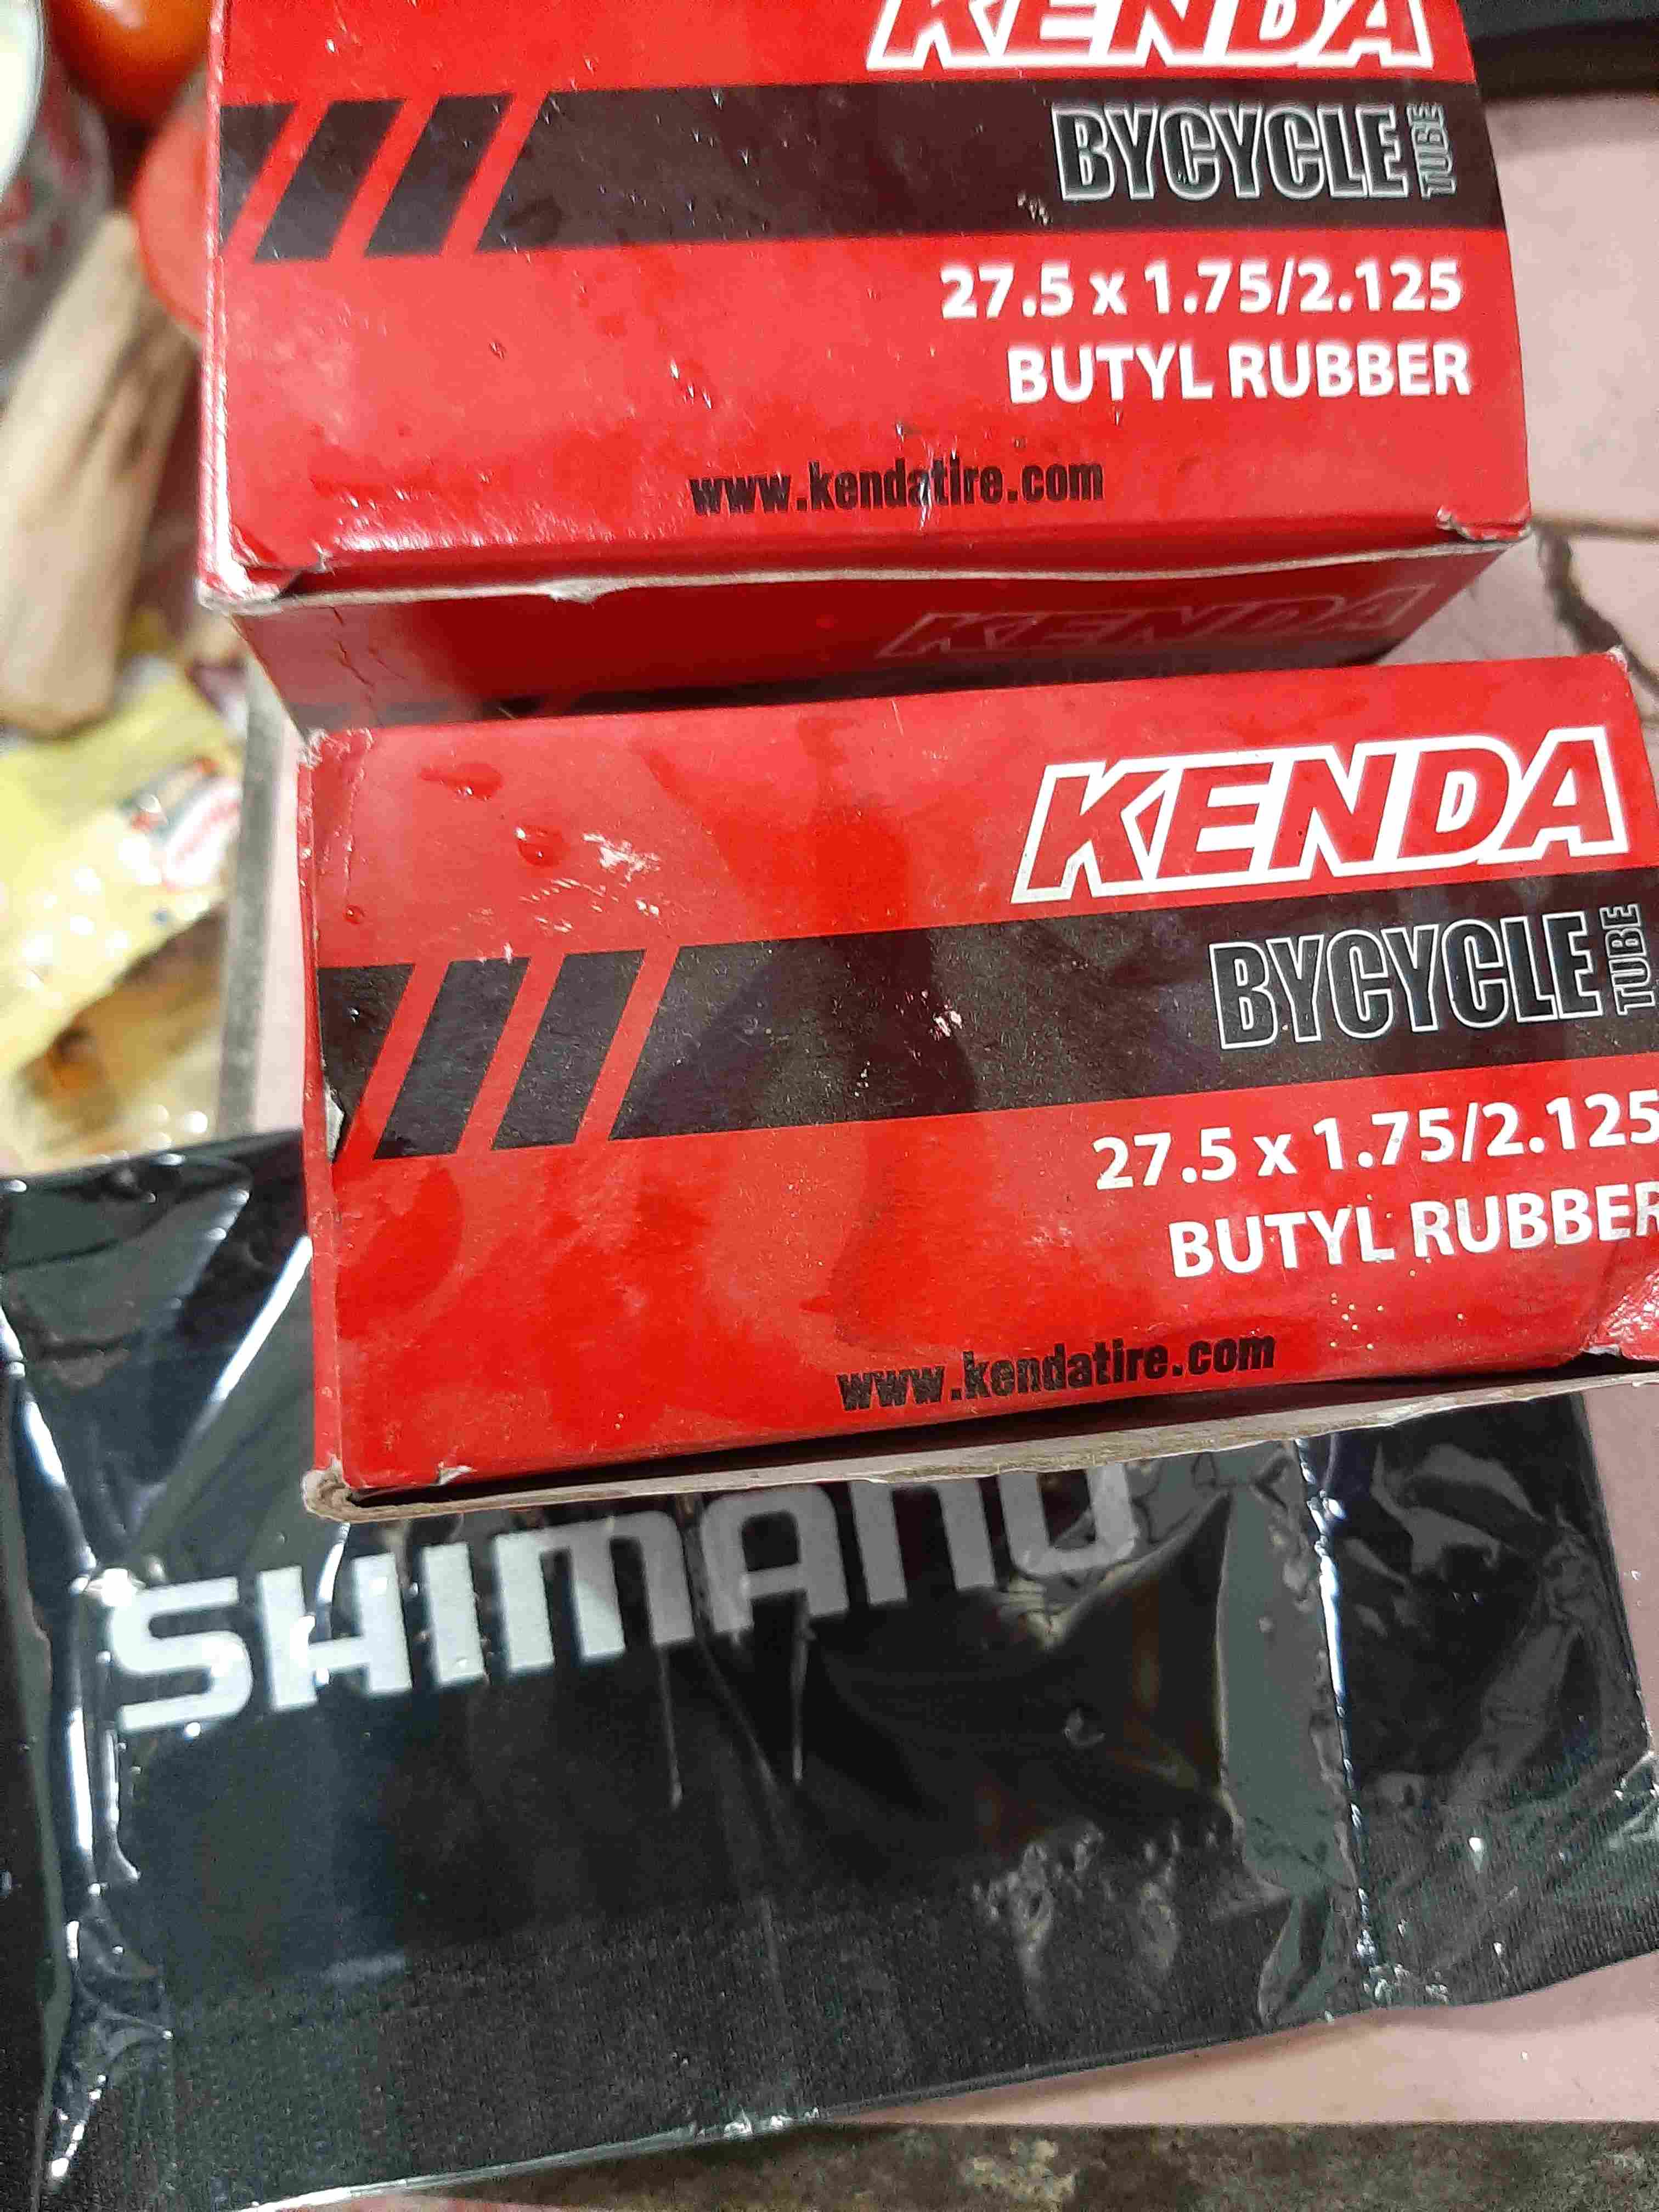 KENDA
BYCYCLE TUBE
27.5 x 1.75/2.125
BUTYL RUBBER
www.kendatire.com
KENDA
KENDA
BYCYCLE TUBE
27.5 x 1.75/2.125
BUTYL RUBBER
www.kendatire.com
SHIMANO